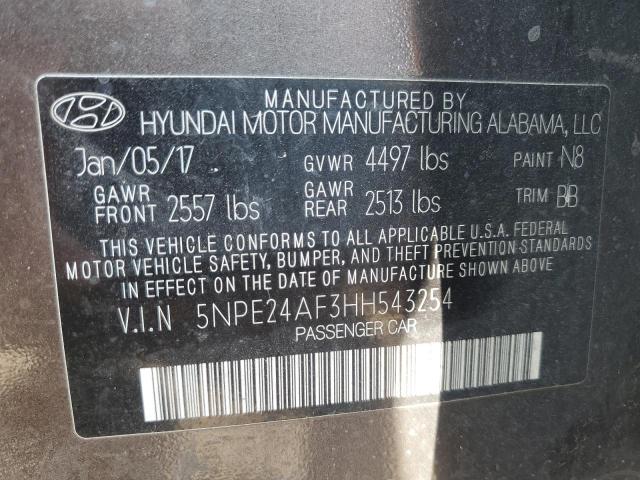 MANUFACTURED BY
HYUNDAI MOTOR MANUFACTURING ALABAMA, LLC
Jan/05/17 GVWR 4497 lbs PAINT N8
GAWR FRONT 2557 lbs GAWR REAR 2513 lbs TRIM BB
THIS VEHICLE CONFORMS TO ALL APPLICABLE U.S.A. FEDERAL
MOTOR VEHICLE SAFETY, BUMPER, AND THEFT PREVENTION STANDARDS
IN EFFECT ON THE DATE OF MANUFACTURE SHOWN ABOVE.
V.I.N 5NPE24AF3HH543254
PASSENGER CAR